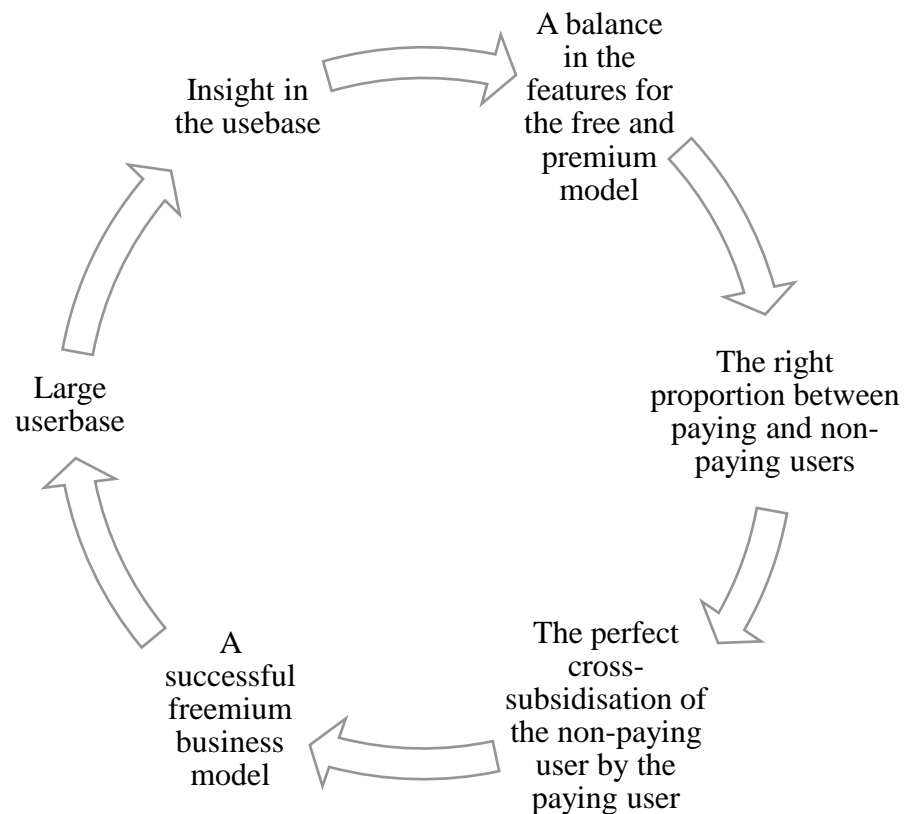 Insight in
the usebase
A balance
in the
features for
the free and
premium
model
The right
proportion between
paying and non-
paying users
The perfect
cross-
subsidisation of
the non-paying
user by the
paying user
A
successful
freemium
business
model
Large
userbase